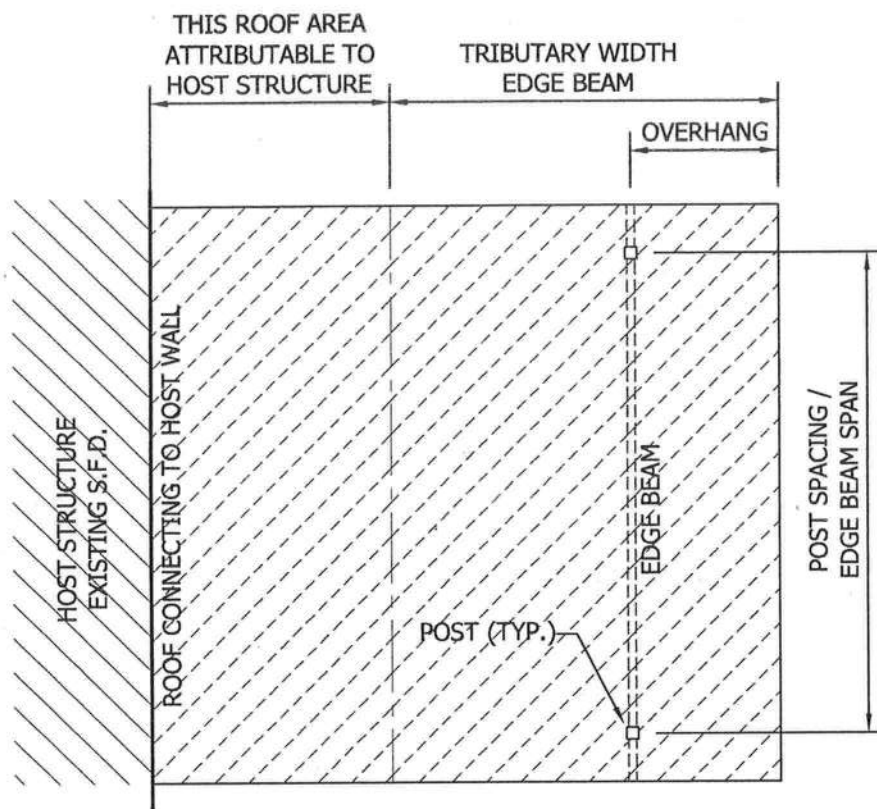 THIS ROOF AREA
ATTRIBUTABLE TO
HOST STRUCTURE
TRIBUTARY WIDTH
EDGE BEAM
OVERHANG
HOST STRUCTURE
EXISTING S.F.D.
ROOF CONNECTING TO HOST WALL
EDGE BEAM
POST SPACING /
EDGE BEAM SPAN
POST (TYP.)